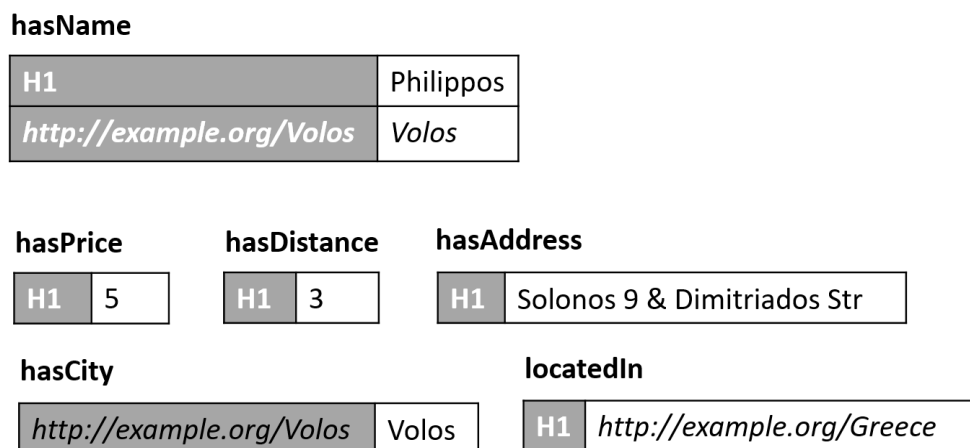 hasName
H1 Philippos
http://example.org/Volos Volos
hasPrice hasDistance hasAddress
H1 5 H1 3 H1 Solonos 9 & Dimitriados Str
hasCity locatedIn
http://example.org/Volos Volos H1 http://example.org/Greece